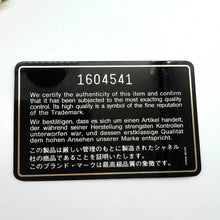 1604541
We certify the authenticity of this item and confirm
that it has been subjected to the most exacting quality
control. Its high quality is a symbol of the fine reputation
of the Trademark.
Wir bestätigen, dass es sich um einen Artikel handelt,
der während seiner Herstellung strengsten Kontrollen
unterworfen war, und dessen erstklassige Qualität
dem hohen Ansehen unserer Marke entspricht.
この製品は厳しい管理のもとに製造されたシャネル
社の商品であることを証明いたします。
このブランド・マークは最高級品の象徴です。